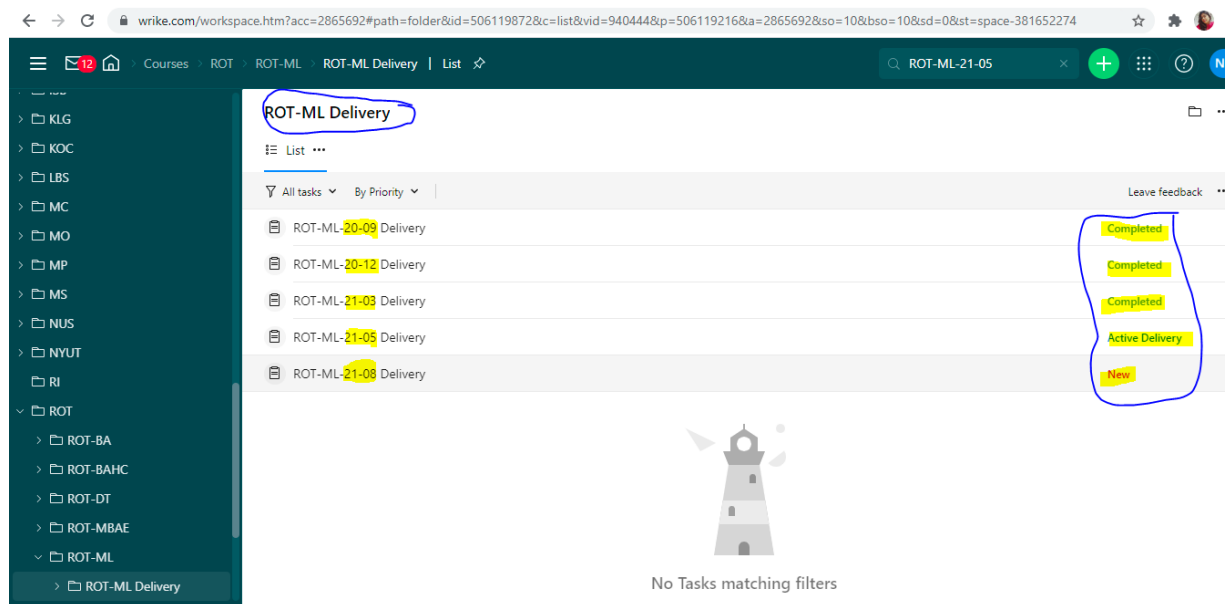 wrike.com/workspace.htm?acc=2865692#path=folder&id=506119872&c=list&vid=940444&p=506119216&a=2865692&so=10&bso=10&sd=0&st=space-381652274
12 > Courses > ROT > ROT-ML > ROT-ML Delivery | List
ROT-ML-21-05 ×
N
KLG
KOC
LBS
MC
MO
MP
MS
NUS
NYUT
RI
ROT
ROT-BA
ROT-BAHC
ROT-DT
ROT-MBAE
ROT-ML
ROT-ML Delivery
ROT-ML Delivery
List
All tasks By Priority Leave feedback
ROT-ML-20-09 Delivery Completed
ROT-ML-20-12 Delivery Completed
ROT-ML-21-03 Delivery Completed
ROT-ML-21-05 Delivery Active Delivery
ROT-ML-21-08 Delivery New
No Tasks matching filters